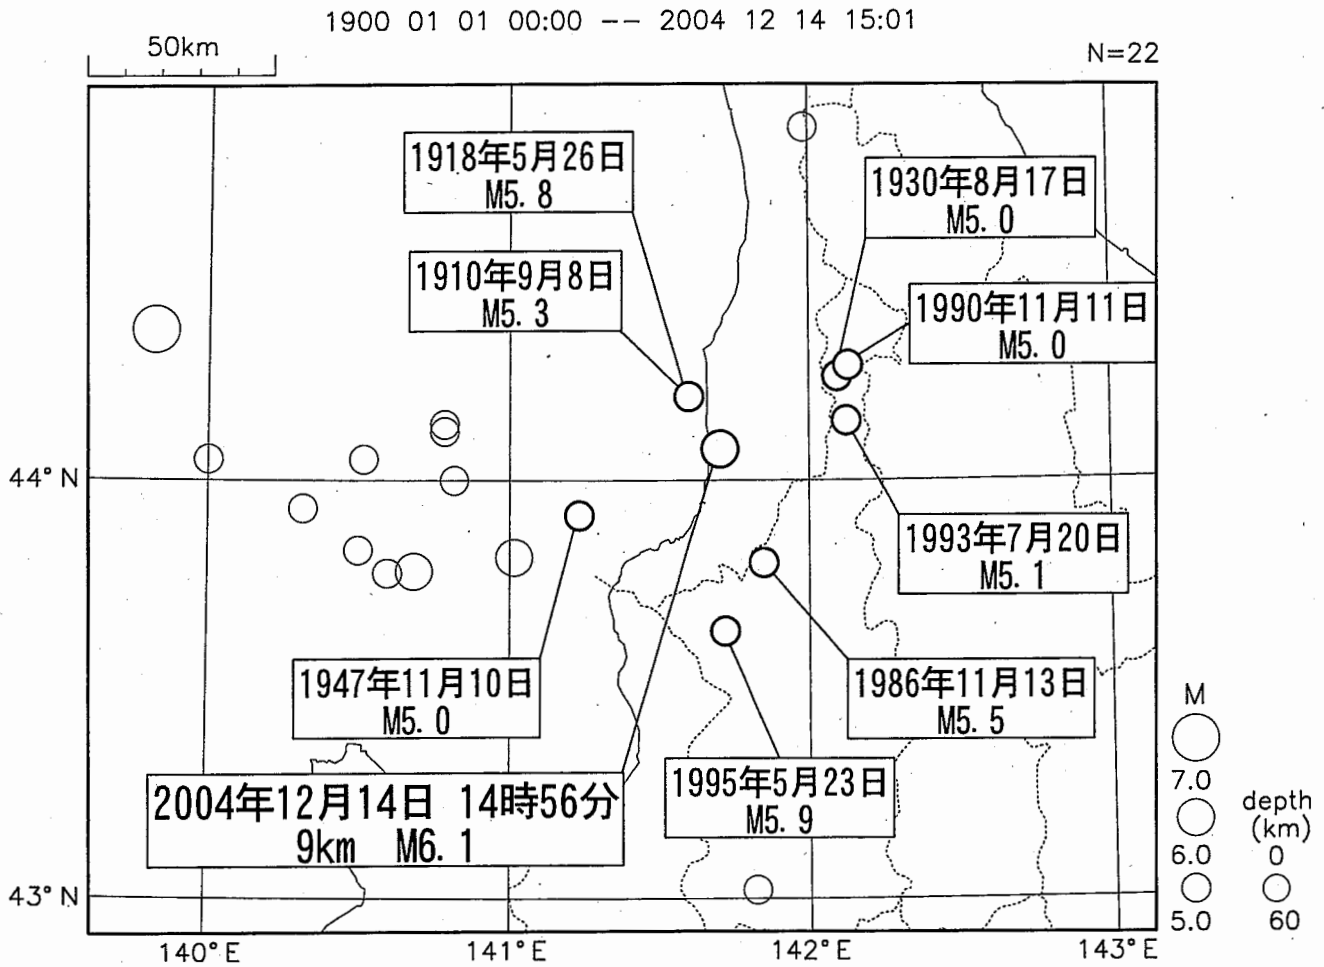 1900 01 01 00:00 -- 2004 12 14 15:01
50km
N=22
1918年5月26日
M5.8
1930年8月17日
M5.0
1910年9月8日
M5.3
1990年11月11日
M5.0
44°N
1993年7月20日
M5.1
1947年11月10日
M5.0
1986年11月13日
M5.5
2004年12月14日 14時56分
9km M6.1
1995年5月23日
M5.9
M
7.0
6.0
5.0
depth
(km)
0
60
43°N
140°E
141°E
142°E
143°E